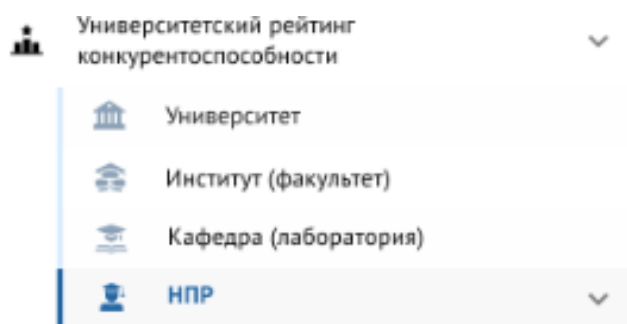 Университетский рейтинг
конкурентоспособности
Университет
Институт (факультет)
Кафедра (лаборатория)
НПР